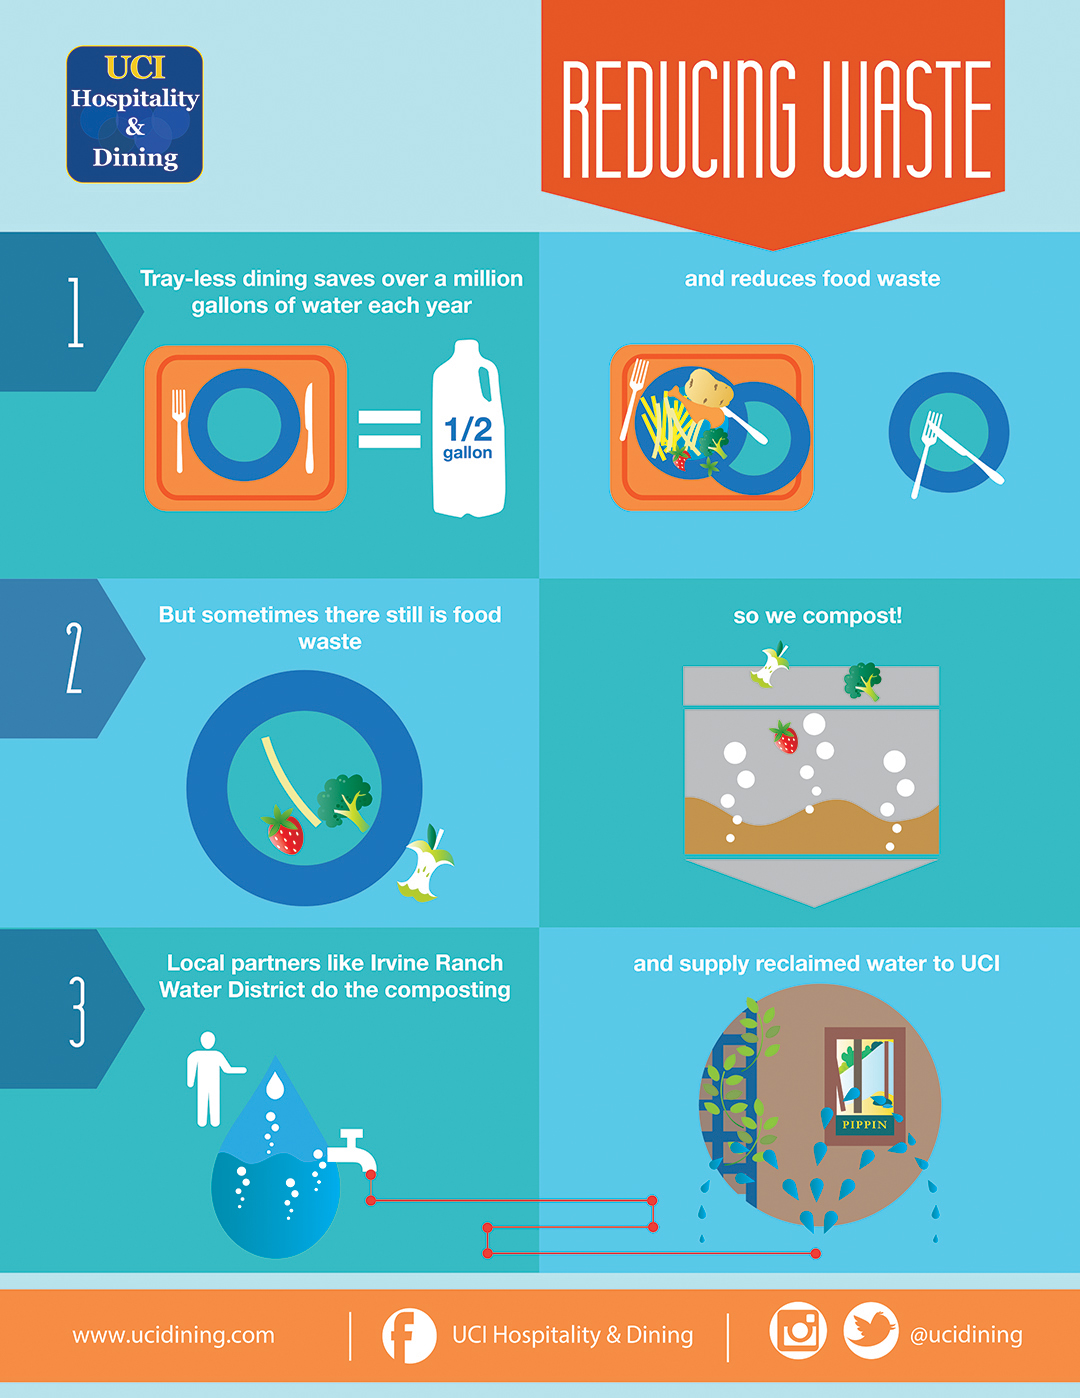 UCI
Hospitality
&
Dining
REDUCING WASTE
1
Tray-less dining saves over a million
gallons of water each year
1/2
gallon
and reduces food waste
2
But sometimes there still is food
waste
so we compost!
3
Local partners like Irvine Ranch
Water District do the composting
and supply reclaimed water to UCI
PIPPIN
www.ucidining.com
UCI Hospitality & Dining
@ucidining